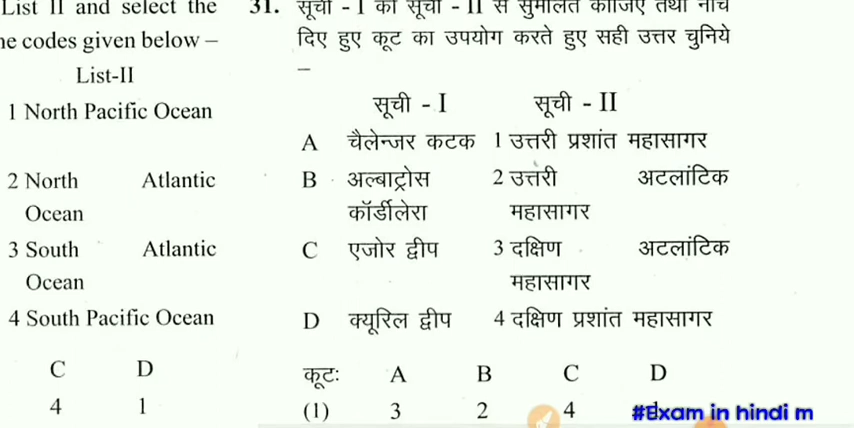 List II and select the
he codes given below –
List-II
1 North Pacific Ocean
2 North Atlantic
Ocean
3 South Atlantic
Ocean
4 South Pacific Ocean
C D
4 1
31. सूची - I को सूची - II से सुमेलित कीजिए तथा नीचे
दिए हुए कूट का उपयोग करते हुए सही उत्तर चुनिये
–
सूची - I सूची - II
A चैलेन्जर कटक 1 उत्तरी प्रशांत महासागर
B अल्बाट्रोस 2 उत्तरी अटलांटिक
कॉर्डीलेरा महासागर
C एजोर द्वीप 3 दक्षिण अटलांटिक
महासागर
D क्यूरिल द्वीप 4 दक्षिण प्रशांत महासागर
कूटः A B C D
(1) 3 2 4
#Exam in hindi m